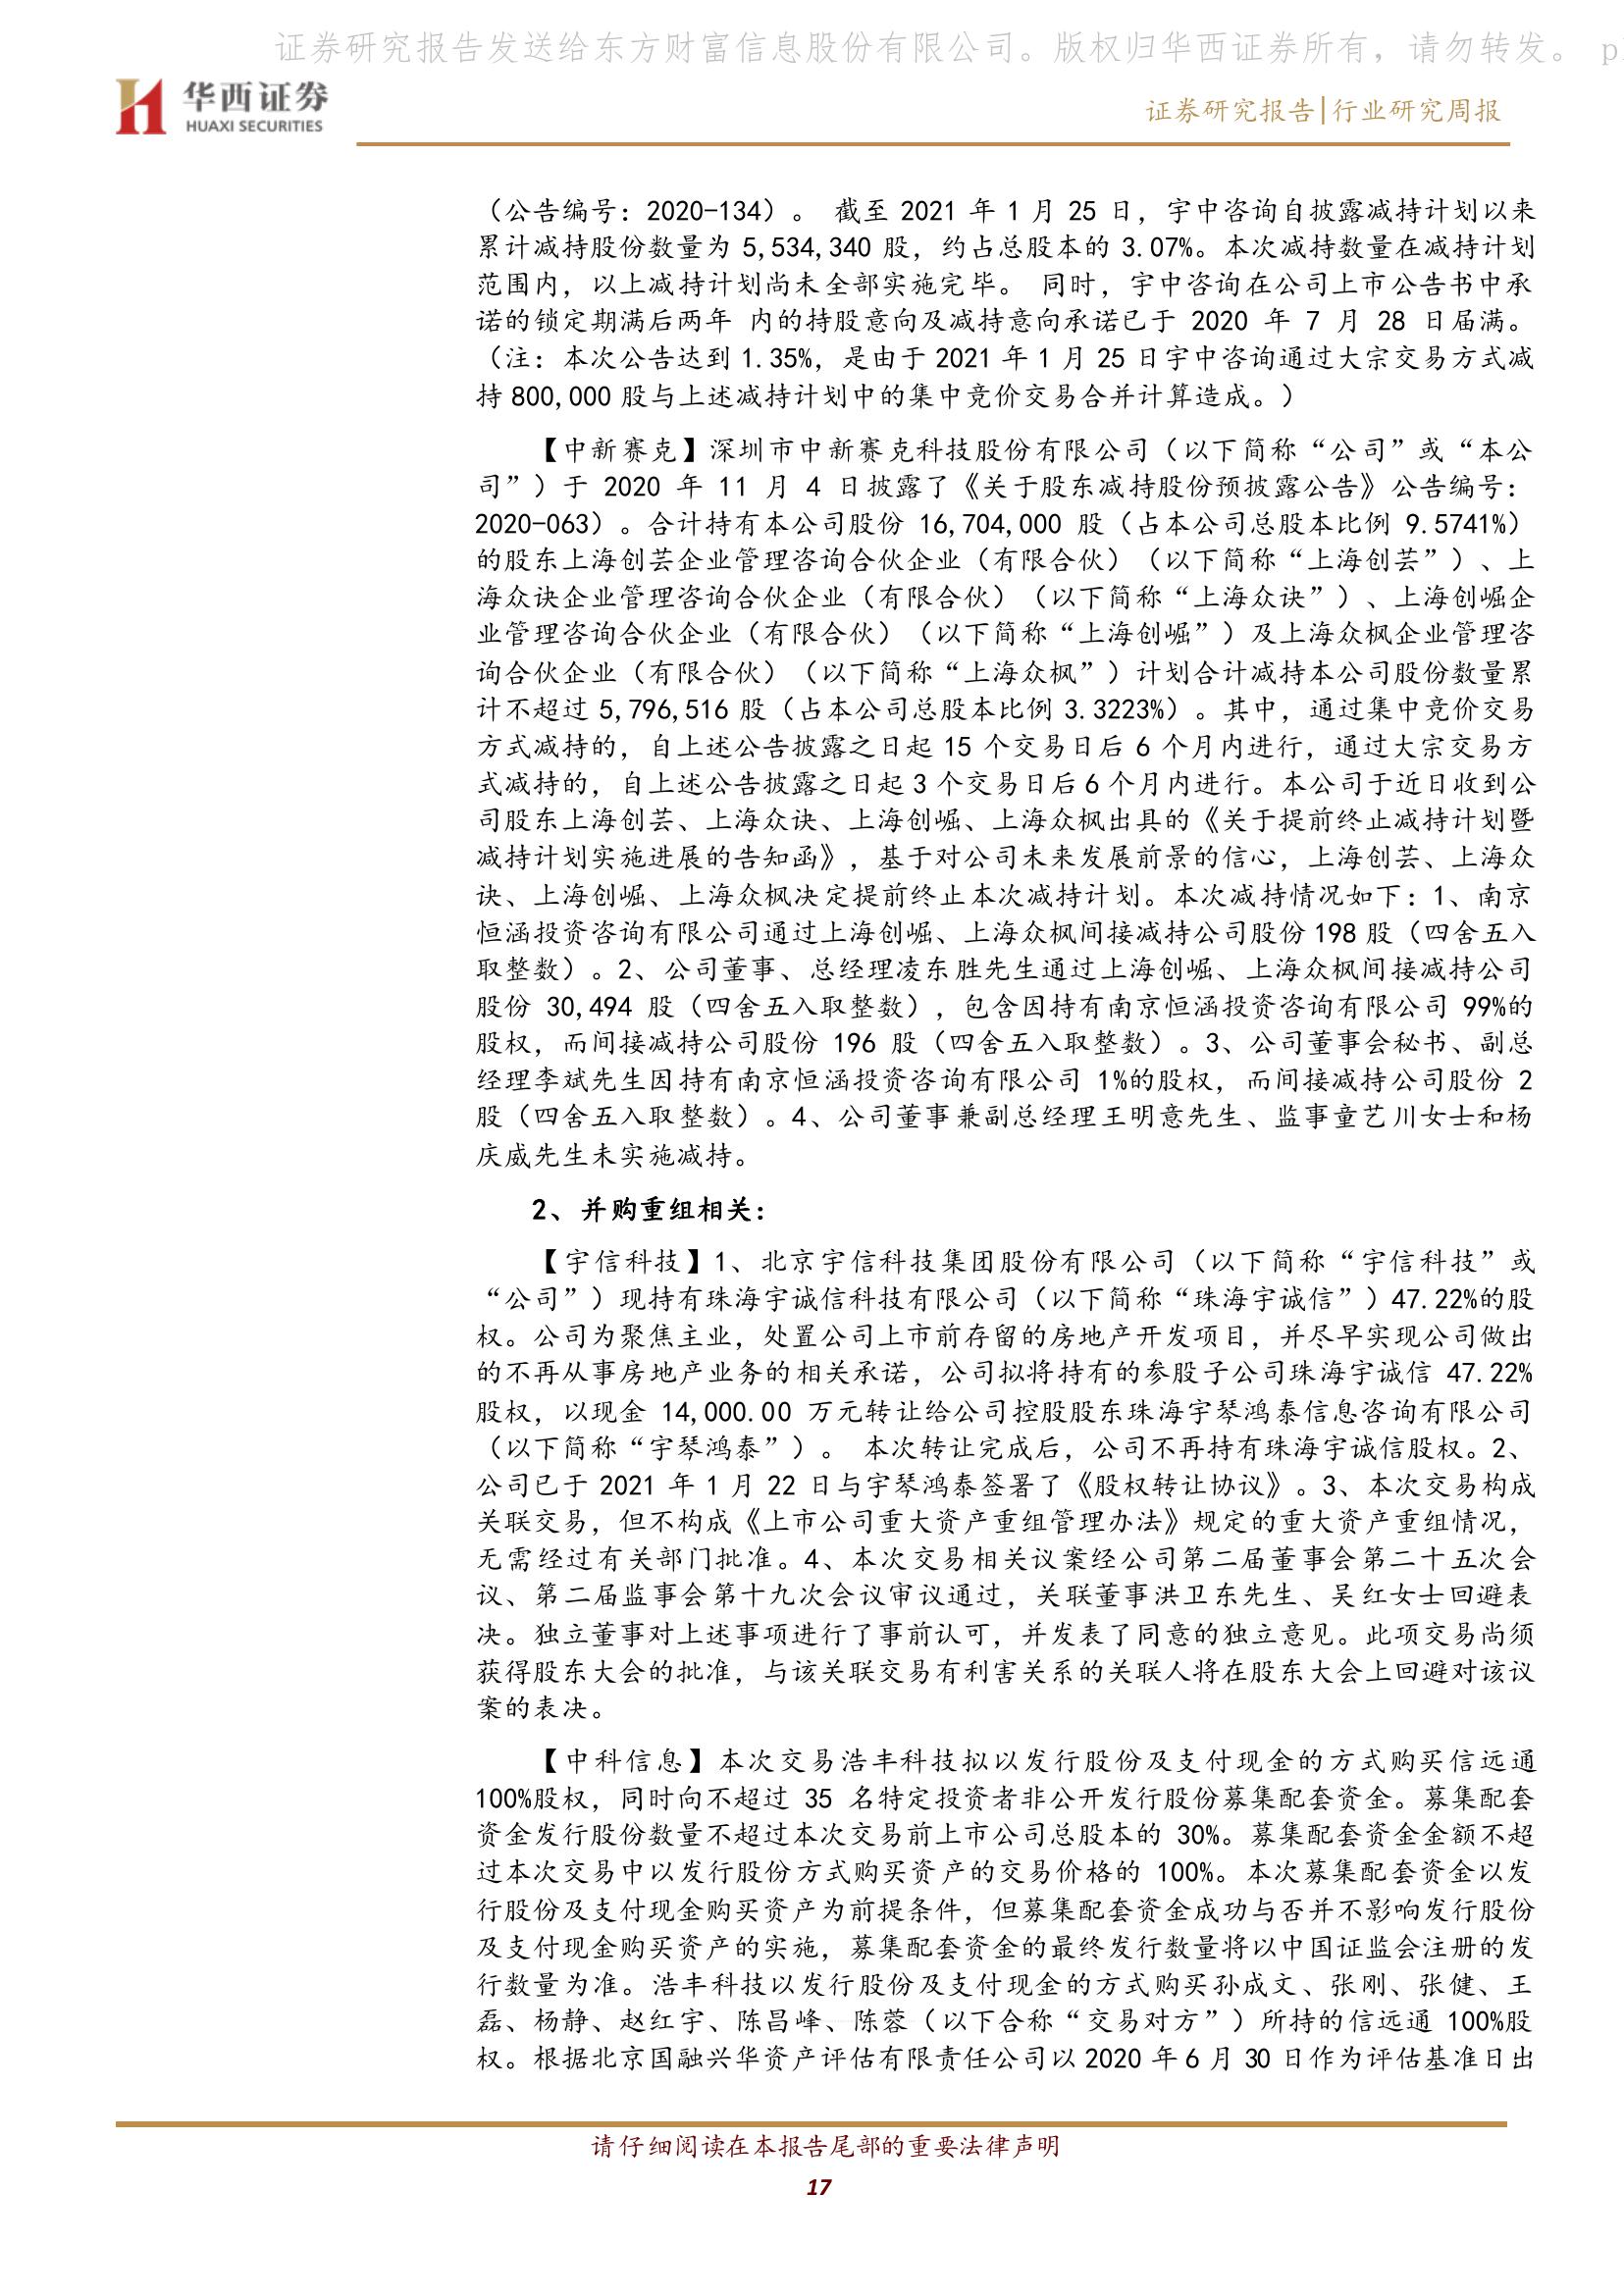 证券研究报告发送给东方财富信息股份有限公司。版权归华西证券所有，请勿转发。 p
华西证券
HUAXI SECURITIES
证券研究报告|行业研究周报
（公告编号：2020-134）。 截至 2021 年 1 月 25 日，宇中咨询自披露减持计划以来
累计减持股份数量为 5,534,340 股，约占总股本的 3.07%。本次减持数量在减持计划
范围内，以上减持计划尚未全部实施完毕。 同时，宇中咨询在公司上市公告书中承
诺的锁定期满后两年 内的持股意向及减持意向承诺已于 2020 年 7 月 28 日届满。
（注：本次公告达到 1.35%，是由于 2021 年 1 月 25 日宇中咨询通过大宗交易方式减
持 800,000 股与上述减持计划中的集中竞价交易合并计算造成。）
【中新赛克】深圳市中新赛克科技股份有限公司（以下简称“公司”或“本公
司”）于 2020 年 11 月 4 日披露了《关于股东减持股份预披露公告》公告编号：
2020-063）。合计持有本公司股份 16,704,000 股（占本公司总股本比例 9.5741%）
的股东上海创芸企业管理咨询合伙企业（有限合伙）（以下简称“上海创芸”）、上
海众诀企业管理咨询合伙企业（有限合伙）（以下简称“上海众诀”）、上海创崛企
业管理咨询合伙企业（有限合伙）（以下简称“上海创崛”）及上海众枫企业管理咨
询合伙企业（有限合伙）（以下简称“上海众枫”）计划合计减持本公司股份数量累
计不超过 5,796,516 股（占本公司总股本比例 3.3223%）。其中，通过集中竞价交易
方式减持的，自上述公告披露之日起 15 个交易日后 6 个月内进行，通过大宗交易方
式减持的，自上述公告披露之日起 3 个交易日后 6 个月内进行。本公司于近日收到公
司股东上海创芸、上海众诀、上海创崛、上海众枫出具的《关于提前终止减持计划暨
减持计划实施进展的告知函》，基于对公司未来发展前景的信心，上海创芸、上海众
诀、上海创崛、上海众枫决定提前终止本次减持计划。本次减持情况如下：1、南京
恒涵投资咨询有限公司通过上海创崛、上海众枫间接减持公司股份 198 股（四舍五入
取整数）。2、公司董事、总经理凌东胜先生通过上海创崛、上海众枫间接减持公司
股份 30,494 股（四舍五入取整数），包含因持有南京恒涵投资咨询有限公司 99%的
股权，而间接减持公司股份 196 股（四舍五入取整数）。3、公司董事会秘书、副总
经理李斌先生因持有南京恒涵投资咨询有限公司 1%的股权，而间接减持公司股份 2
股（四舍五入取整数）。4、公司董事兼副总经理王明意先生、监事童艺川女士和杨
庆威先生未实施减持。
2、并购重组相关：
【宇信科技】1、北京宇信科技集团股份有限公司（以下简称“宇信科技”或
“公司”）现持有珠海宇诚信科技有限公司（以下简称“珠海宇诚信”）47.22%的股
权。公司为聚焦主业，处置公司上市前存留的房地产开发项目，并尽早实现公司做出
的不再从事房地产业务的相关承诺，公司拟将持有的参股子公司珠海宇诚信 47.22%
股权，以现金 14,000.00 万元转让给公司控股股东珠海宇琴鸿泰信息咨询有限公司
（以下简称“宇琴鸿泰”）。 本次转让完成后，公司不再持有珠海宇诚信股权。2、
公司已于 2021 年 1 月 22 日与宇琴鸿泰签署了《股权转让协议》。3、本次交易构成
关联交易，但不构成《上市公司重大资产重组管理办法》规定的重大资产重组情况，
无需经过有关部门批准。4、本次交易相关议案经公司第二届董事会第二十五次会
议、第二届监事会第十九次会议审议通过，关联董事洪卫东先生、吴红女士回避表
决。独立董事对上述事项进行了事前认可，并发表了同意的独立意见。此项交易尚须
获得股东大会的批准，与该关联交易有利害关系的关联人将在股东大会上回避对该议
案的表决。
【中科信息】本次交易浩丰科技拟以发行股份及支付现金的方式购买信远通
100%股权，同时向不超过 35 名特定投资者非公开发行股份募集配套资金。募集配套
资金发行股份数量不超过本次交易前上市公司总股本的 30%。募集配套资金金额不超
过本次交易中以发行股份方式购买资产的交易价格的 100%。本次募集配套资金以发
行股份及支付现金购买资产为前提条件，但募集配套资金成功与否并不影响发行股份
及支付现金购买资产的实施，募集配套资金的最终发行数量将以中国证监会注册的发
行数量为准。浩丰科技以发行股份及支付现金的方式购买孙成文、张刚、张健、王
磊、杨静、赵红宇、陈昌峰、陈蓉（以下合称“交易对方”）所持的信远通 100%股
权。根据北京国融兴华资产评估有限责任公司以 2020 年 6 月 30 日作为评估基准日出
请仔细阅读在本报告尾部的重要法律声明
17